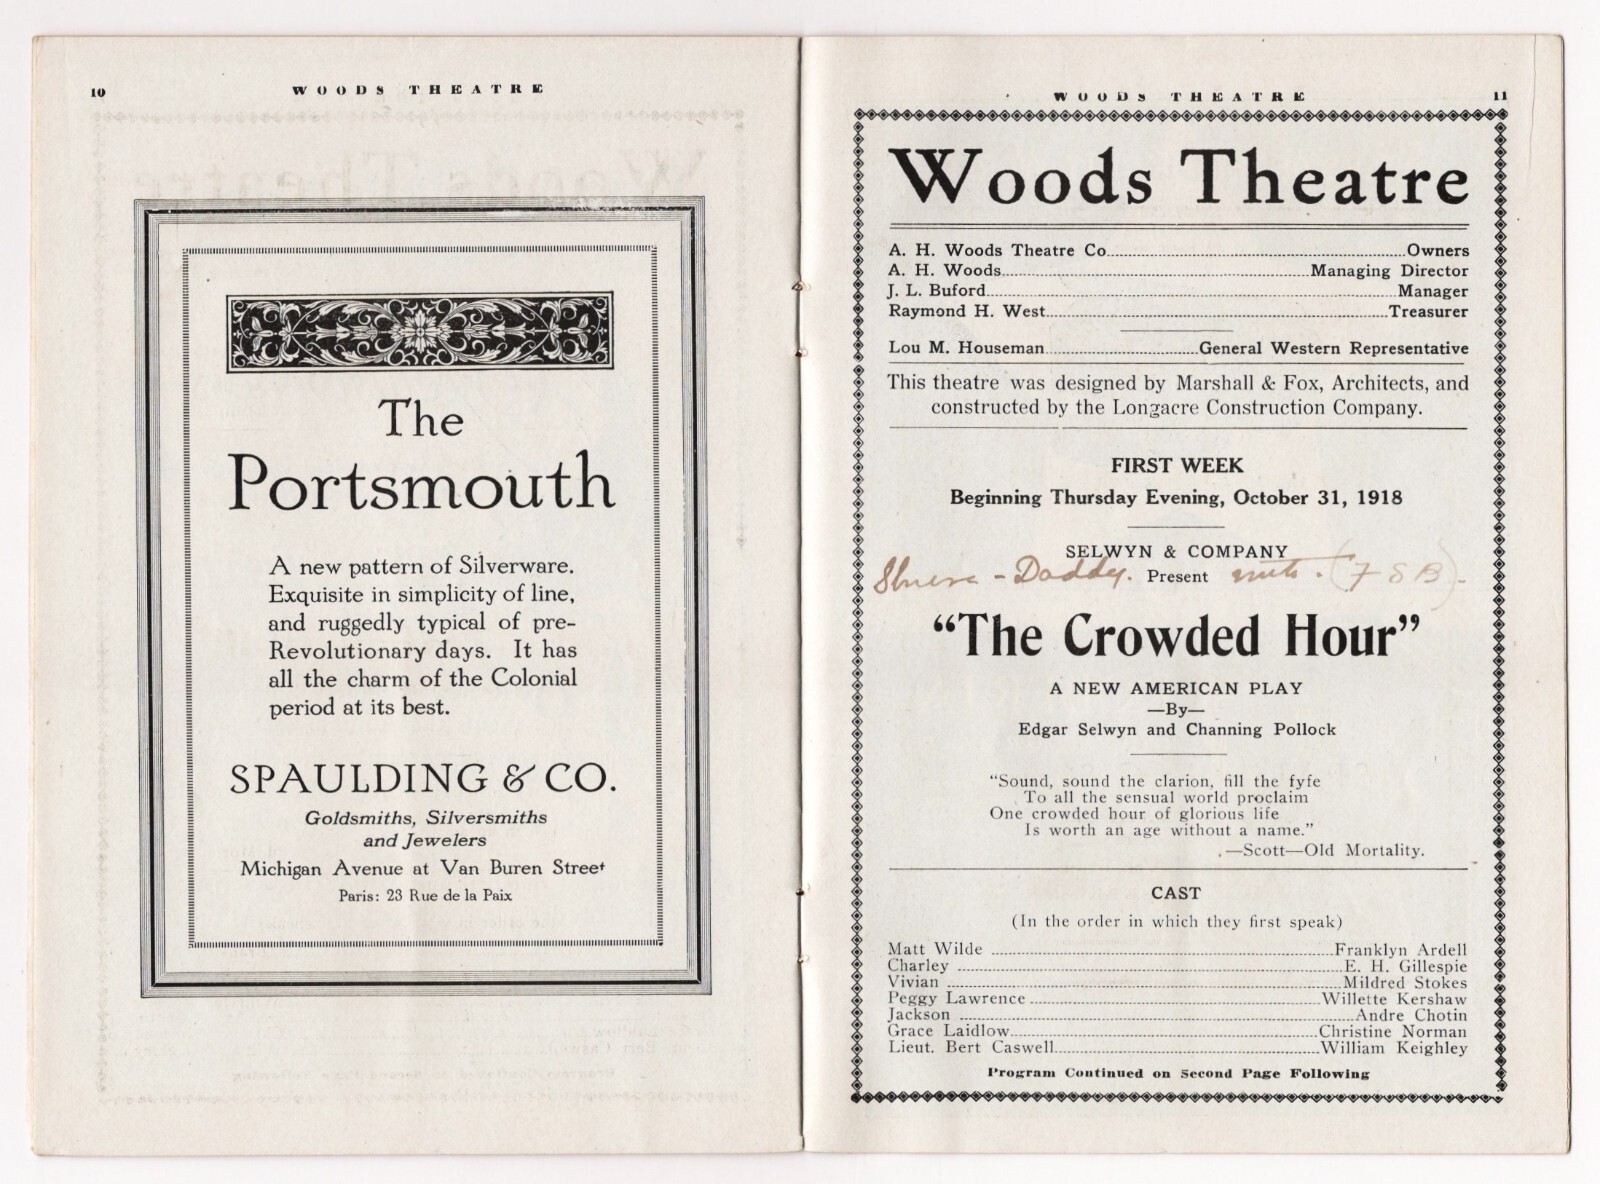 10
WOODS THEATRE
The
Portsmouth
A new pattern of Silverware.
Exquisite in simplicity of line,
and ruggedly typical of pre-
Revolutionary days. It has
all the charm of the Colonial
period at its best.
SPAULDING & CO.
Goldsmiths, Silversmiths
and Jewelers
Michigan Avenue at Van Buren Street
Paris: 23 Rue de la Paix
WOODS THEATRE
11
Woods Theatre
A. H. Woods Theatre Co. Owners
A. H. Woods Managing Director
J. L. Buford Manager
Raymond H. West Treasurer
Lou M. Houseman General Western Representative
This theatre was designed by Marshall & Fox, Architects, and
constructed by the Longacre Construction Company.
FIRST WEEK
Beginning Thursday Evening, October 31, 1918
SELWYN & COMPANY
- Daddy. (FSB).
Present
"The Crowded Hour"
A NEW AMERICAN PLAY
—By—
Edgar Selwyn and Channing Pollock
"Sound, sound the clarion, fill the fyfe
To all the sensual world proclaim
One crowded hour of glorious life
Is worth an age without a name."
—Scott—Old Mortality.
CAST
(In the order in which they first speak)
Matt Wilde Franklyn Ardell
Charley E. H. Gillespie
Vivian Mildred Stokes
Peggy Lawrence Willette Kershaw
Jackson Andre Chotin
Grace Laidlow Christine Norman
Lieut. Bert Caswell William Keighley
Program Continued on Second Page Following